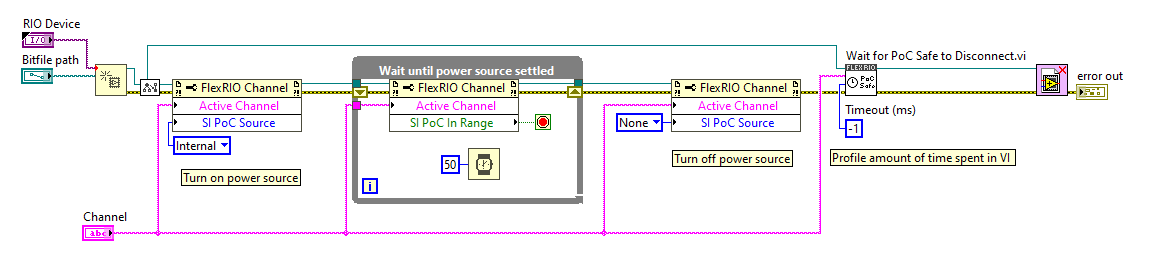 RIO Device
I/O
Bitfile path
FlexRIO Channel
Active Channel
SI PoC Source
Internal
Turn on power source
Channel
abc
Wait until power source settled
FlexRIO Channel
Active Channel
SI PoC In Range
50
i
FlexRIO Channel
Active Channel
SI PoC Source
None
Turn off power source
Wait for PoC Safe to Disconnect.vi
FLEXRIO
PoC
Safe
Timeout (ms)
-1
Profile amount of time spent in VI
error out